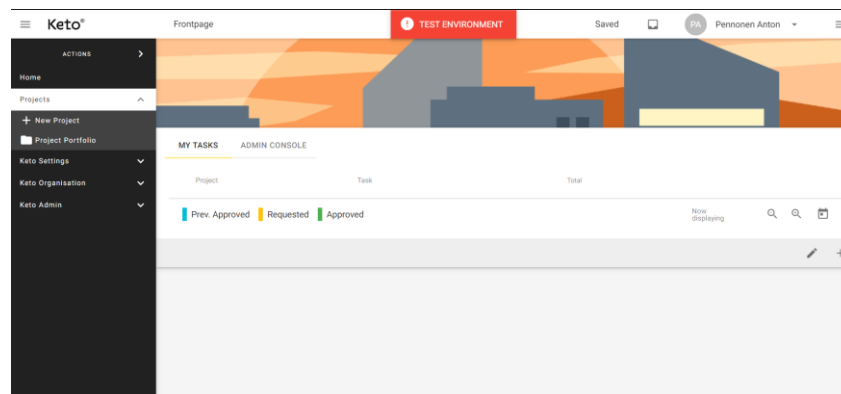 Keto®
Frontpage
! TEST ENVIRONMENT
Saved
PA
Pennonen Anton
ACTIONS
Home
Projects
+ New Project
Project Portfolio
Keto Settings
Keto Organisation
Keto Admin
MY TASKS ADMIN CONSOLE
Project Task Total
Prev. Approved Requested Approved
Now
displaying